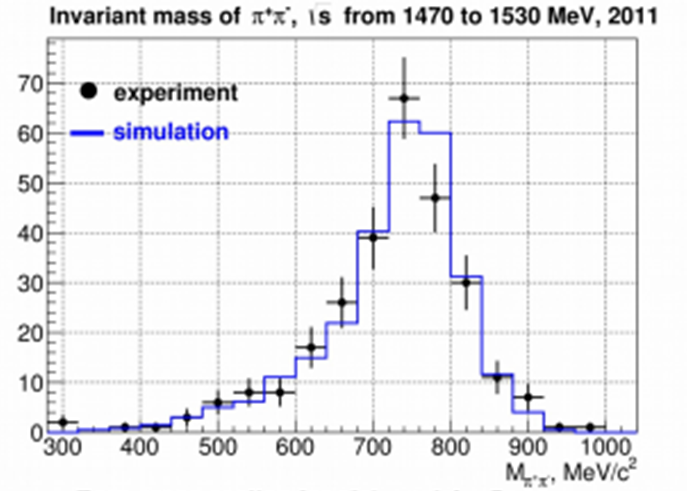 Invariant mass of π⁺π⁻, √s from 1470 to 1530 MeV, 2011
70
experiment
60
simulation
50
40
30
20
10
0
300 400 500 600 700 800 900 1000
M_π⁺π⁻, MeV/c²